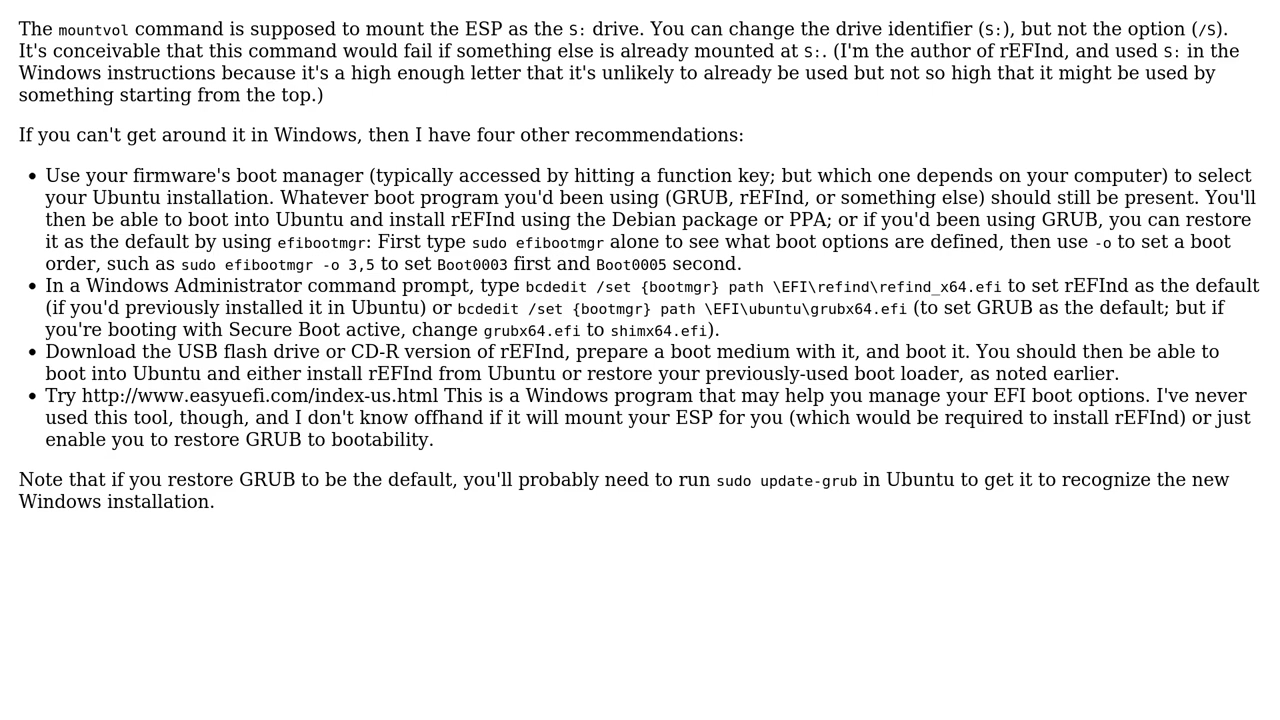 The mountvol command is supposed to mount the ESP as the S: drive. You can change the drive identifier (S:), but not the option (/S).
It's conceivable that this command would fail if something else is already mounted at S:. (I'm the author of rEFInd, and used S: in the
Windows instructions because it's a high enough letter that it's unlikely to already be used but not so high that it might be used by
something starting from the top.)
If you can't get around it in Windows, then I have four other recommendations:
• Use your firmware's boot manager (typically accessed by hitting a function key; but which one depends on your computer) to select
your Ubuntu installation. Whatever boot program you'd been using (GRUB, rEFInd, or something else) should still be present. You'll
then be able to boot into Ubuntu and install rEFInd using the Debian package or PPA; or if you'd been using GRUB, you can restore
it as the default by using efibootmgr: First type sudo efibootmgr alone to see what boot options are defined, then use -o to set a boot
order, such as sudo efibootmgr -o 3,5 to set Boot0003 first and Boot0005 second.
• In a Windows Administrator command prompt, type bcdedit /set {bootmgr} path \EFI\refind\refind_x64.efi to set rEFInd as the default
(if you'd previously installed it in Ubuntu) or bcdedit /set {bootmgr} path \EFI\ubuntu\grubx64.efi (to set GRUB as the default; but if
you're booting with Secure Boot active, change grubx64.efi to shimx64.efi).
• Download the USB flash drive or CD-R version of rEFInd, prepare a boot medium with it, and boot it. You should then be able to
boot into Ubuntu and either install rEFInd from Ubuntu or restore your previously-used boot loader, as noted earlier.
• Try http://www.easyuefi.com/index-us.html This is a Windows program that may help you manage your EFI boot options. I've never
used this tool, though, and I don't know offhand if it will mount your ESP for you (which would be required to install rEFInd) or just
enable you to restore GRUB to bootability.
Note that if you restore GRUB to be the default, you'll probably need to run sudo update-grub in Ubuntu to get it to recognize the new
Windows installation.